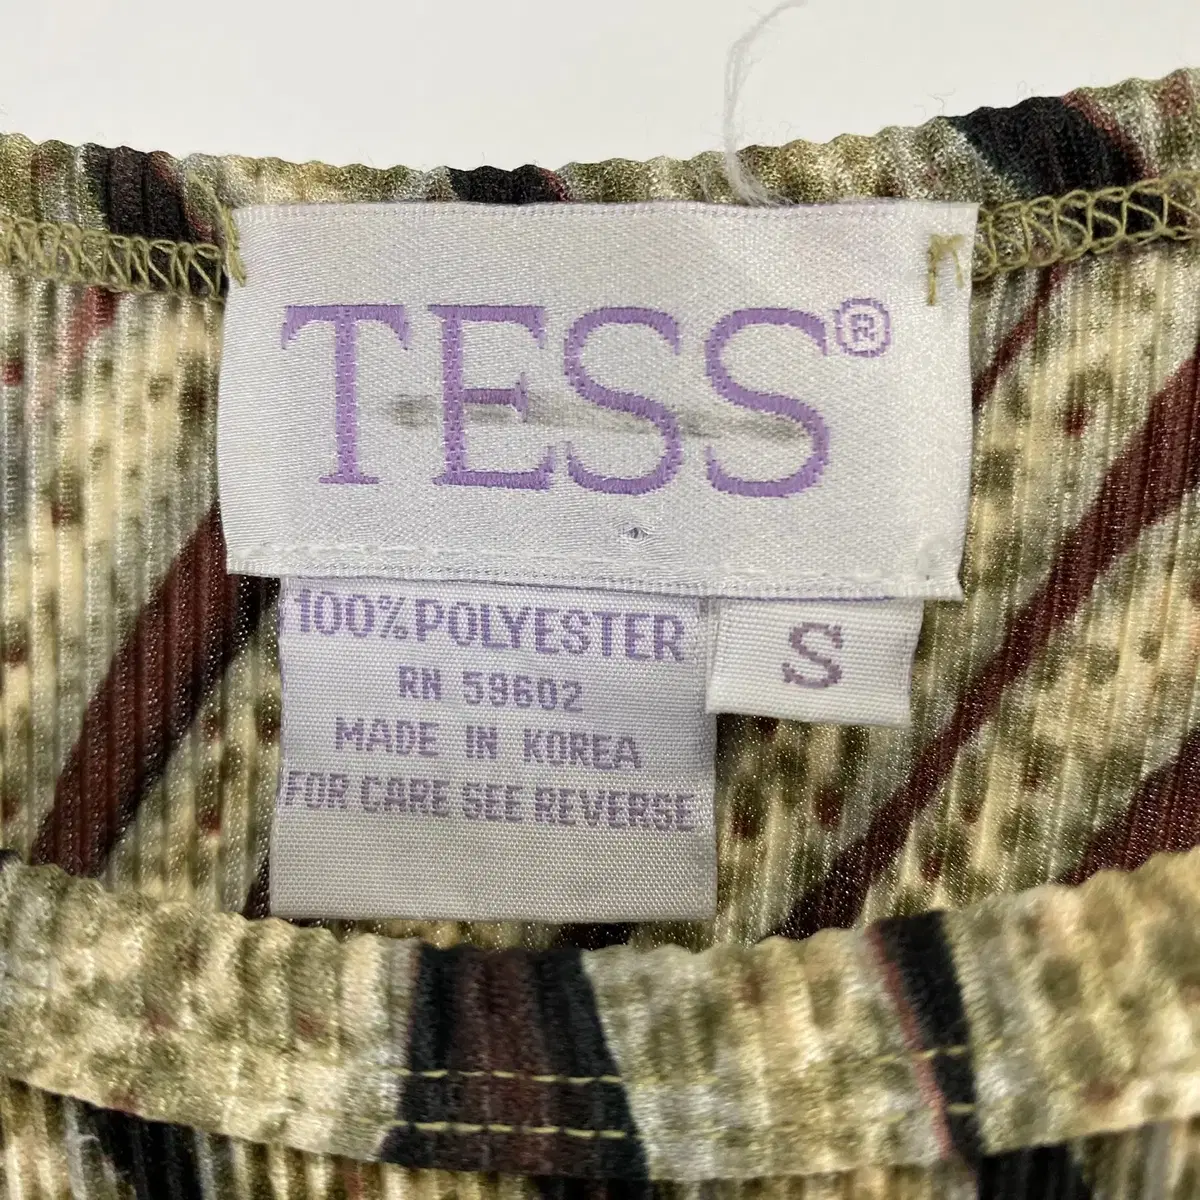 TESS®
100% POLYESTER
RN 59602
MADE IN KOREA
FOR CARE SEE REVERSE
S